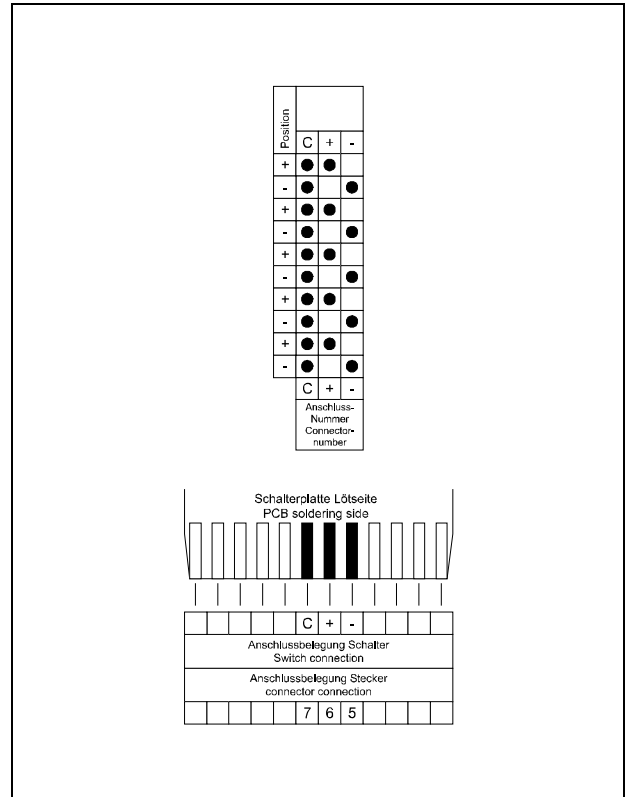 Position
C + -
+
-
+
-
+
-
+
-
+
-
C + -
Anschluss-
Nummer
Connector-
number
Schalterplatte Lötseite
PCB soldering side
C + -
Anschlussbelegung Schalter
Switch connection
Anschlussbelegung Stecker
connector connection
7 6 5